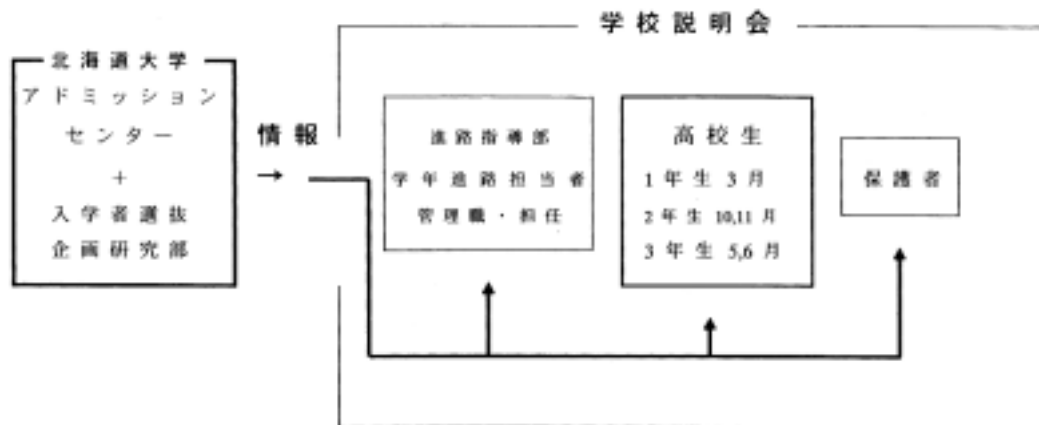 学校説明会
北海道大学
アドミッション
センター
+
入学者選抜
企画研究部
情報
→
進路指導部
学年進路担当者
管理職・担任
高校生
1年生 3月
2年生 10,11月
3年生 5,6月
保護者